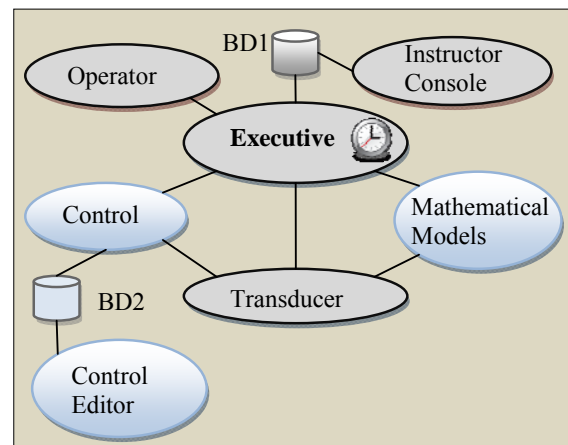 BD1
Instructor
Console
Operator
Executive
Control
Mathematical
Models
BD2
Transducer
Control
Editor